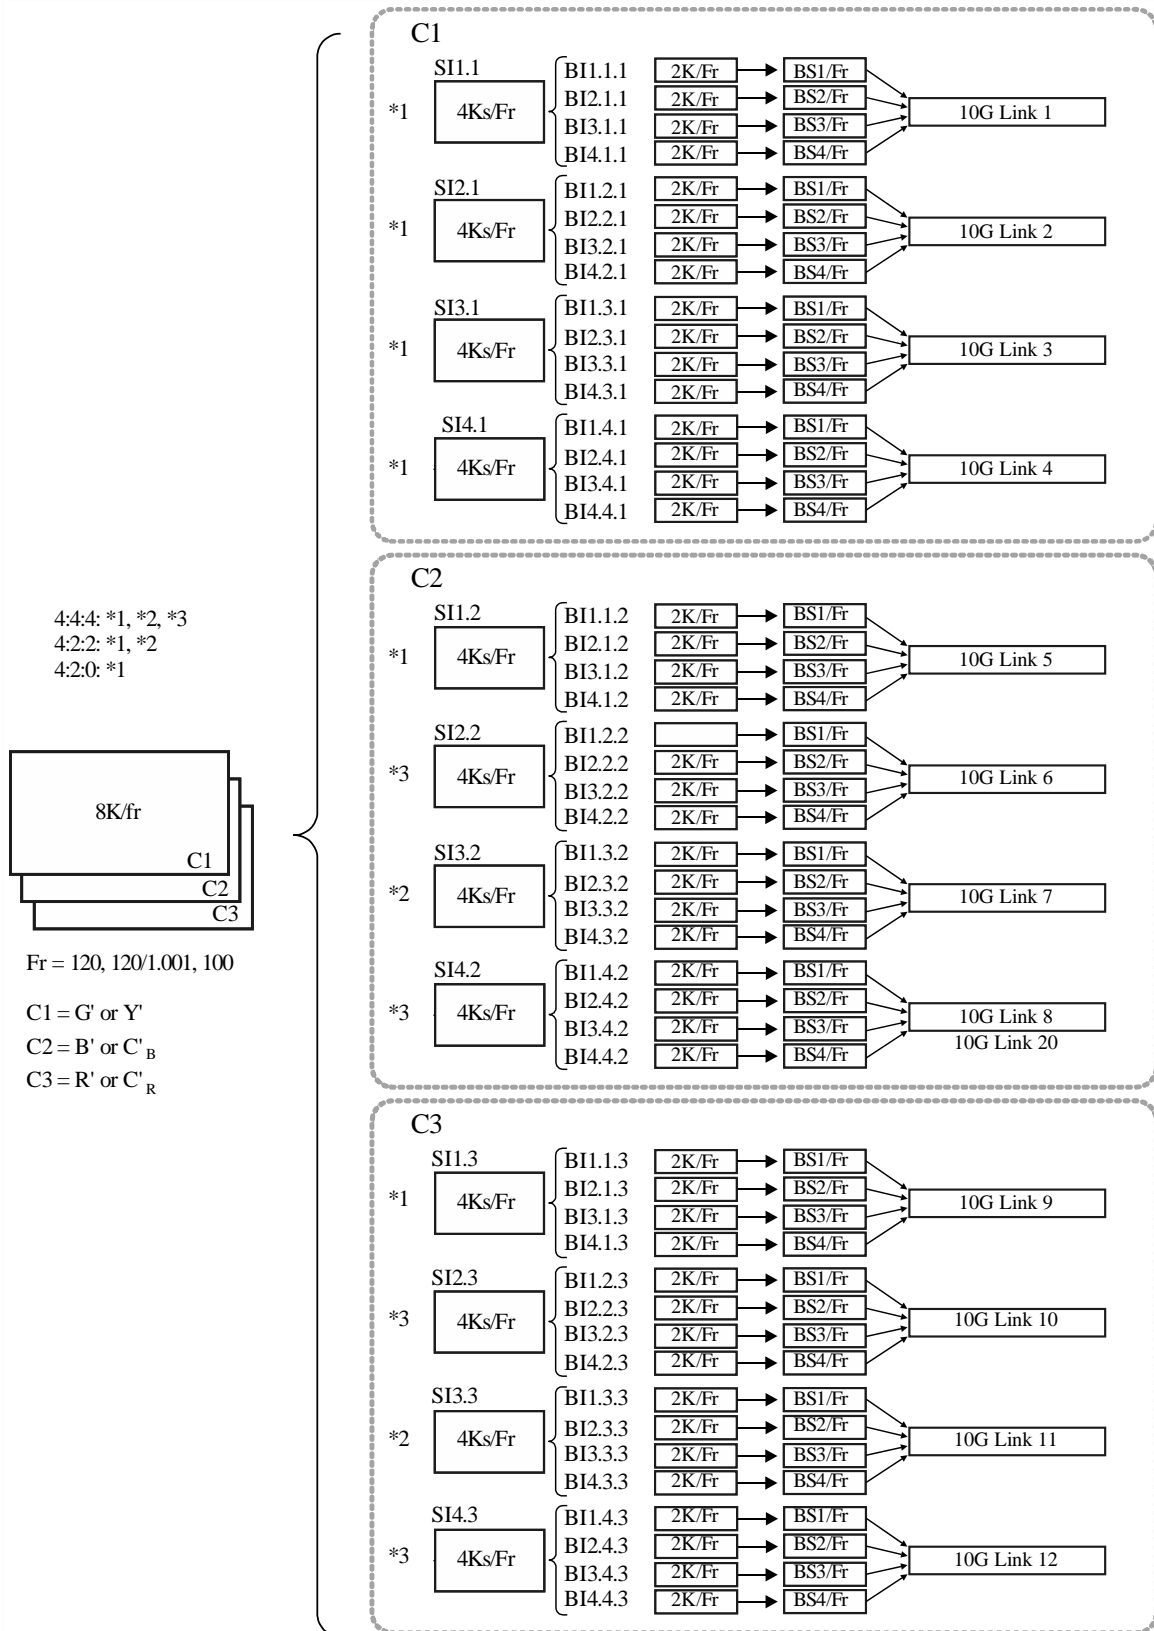 C1
SI1.1
*1
4Ks/Fr
BI1.1.1 2K/Fr BS1/Fr
BI2.1.1 2K/Fr BS2/Fr
BI3.1.1 2K/Fr BS3/Fr
BI4.1.1 2K/Fr BS4/Fr
10G Link 1
SI2.1
*1
4Ks/Fr
BI1.2.1 2K/Fr BS1/Fr
BI2.2.1 2K/Fr BS2/Fr
BI3.2.1 2K/Fr BS3/Fr
BI4.2.1 2K/Fr BS4/Fr
10G Link 2
SI3.1
*1
4Ks/Fr
BI1.3.1 2K/Fr BS1/Fr
BI2.3.1 2K/Fr BS2/Fr
BI3.3.1 2K/Fr BS3/Fr
BI4.3.1 2K/Fr BS4/Fr
10G Link 3
SI4.1
*1
4Ks/Fr
BI1.4.1 2K/Fr BS1/Fr
BI2.4.1 2K/Fr BS2/Fr
BI3.4.1 2K/Fr BS3/Fr
BI4.4.1 2K/Fr BS4/Fr
10G Link 4
4:4:4: *1, *2, *3
4:2:2: *1, *2
4:2:0: *1
8K/fr
C1
C2
C3
Fr = 120, 120/1.001, 100
C1 = G' or Y'
C2 = B' or C'B
C3 = R' or C'R
C2
SI1.2
*1
4Ks/Fr
BI1.1.2 2K/Fr BS1/Fr
BI2.1.2 2K/Fr BS2/Fr
BI3.1.2 2K/Fr BS3/Fr
BI4.1.2 2K/Fr BS4/Fr
10G Link 5
SI2.2
*3
4Ks/Fr
BI1.2.2 BS1/Fr
BI2.2.2 2K/Fr BS2/Fr
BI3.2.2 2K/Fr BS3/Fr
BI4.2.2 2K/Fr BS4/Fr
10G Link 6
SI3.2
*2
4Ks/Fr
BI1.3.2 2K/Fr BS1/Fr
BI2.3.2 2K/Fr BS2/Fr
BI3.3.2 2K/Fr BS3/Fr
BI4.3.2 2K/Fr BS4/Fr
10G Link 7
SI4.2
*3
4Ks/Fr
BI1.4.2 2K/Fr BS1/Fr
BI2.4.2 2K/Fr BS2/Fr
BI3.4.2 2K/Fr BS3/Fr
BI4.4.2 2K/Fr BS4/Fr
10G Link 8
10G Link 20
C3
SI1.3
*1
4Ks/Fr
BI1.1.3 2K/Fr BS1/Fr
BI2.1.3 2K/Fr BS2/Fr
BI3.1.3 2K/Fr BS3/Fr
BI4.1.3 2K/Fr BS4/Fr
10G Link 9
SI2.3
*3
4Ks/Fr
BI1.2.3 2K/Fr BS1/Fr
BI2.2.3 2K/Fr BS2/Fr
BI3.2.3 2K/Fr BS3/Fr
BI4.2.3 2K/Fr BS4/Fr
10G Link 10
SI3.3
*2
4Ks/Fr
BI1.3.3 2K/Fr BS1/Fr
BI2.3.3 2K/Fr BS2/Fr
BI3.3.3 2K/Fr BS3/Fr
BI4.3.3 2K/Fr BS4/Fr
10G Link 11
SI4.3
*3
4Ks/Fr
BI1.4.3 2K/Fr BS1/Fr
BI2.4.3 2K/Fr BS2/Fr
BI3.4.3 2K/Fr BS3/Fr
BI4.4.3 2K/Fr BS4/Fr
10G Link 12